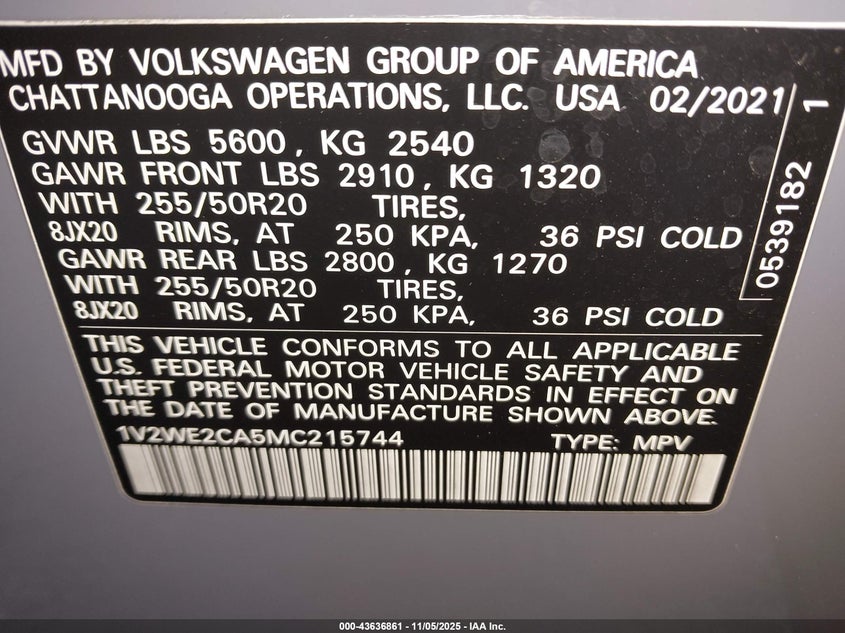 MFD BY VOLKSWAGEN GROUP OF AMERICA
CHATTANOOGA OPERATIONS, LLC. USA 02/2021
GVWR LBS 5600, KG 2540
GAWR FRONT LBS 2910, KG 1320
WITH 255/50R20 TIRES,
8JX20 RIMS, AT 250 KPA, 36 PSI COLD
GAWR REAR LBS 2800, KG 1270
WITH 255/50R20 TIRES,
8JX20 RIMS, AT 250 KPA, 36 PSI COLD
0539182 1
THIS VEHICLE CONFORMS TO ALL APPLICABLE
U.S. FEDERAL MOTOR VEHICLE SAFETY AND
THEFT PREVENTION STANDARDS IN EFFECT ON
THE DATE OF MANUFACTURE SHOWN ABOVE.
1V2WE2CA5MC215744 TYPE: MPV
000-43636861 - 11/05/2025 - IAA Inc.